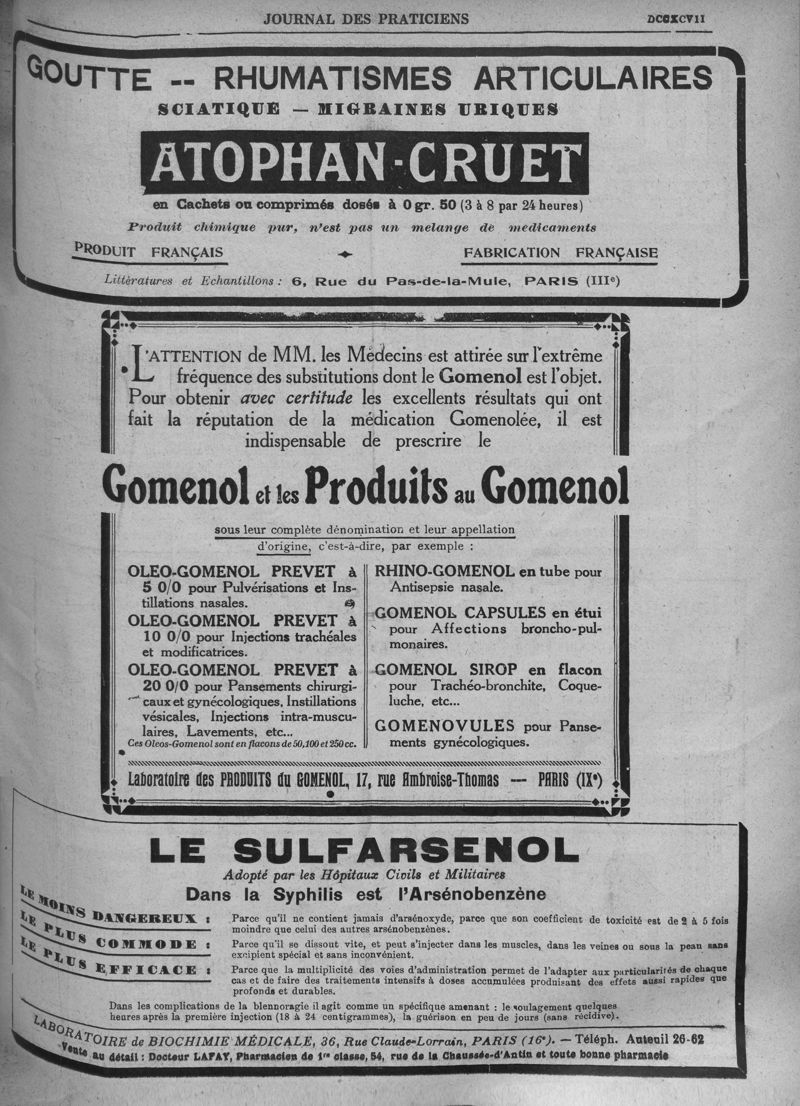 JOURNAL DES PRATICIENS DCCXCVII
GOUTTE -- RHUMATISMES ARTICULAIRES
SCIATIQUE — MIGRAINES URIQUES
ATOPHAN-CRUET
en Cachets ou comprimés dosés à 0 gr. 50 (3 à 8 par 24 heures)
Produit chimique pur, n'est pas un melange de medicaments
PRODUIT FRANÇAIS FABRICATION FRANÇAISE
Littèratures et Echantillons : 6, Rue du Pas-de-la-Mule, PARIS (IIIe)
L'ATTENTION de MM. les Médecins est attirée sur l'extrême
fréquence des substitutions dont le Gomenol est l'objet.
Pour obtenir avec certitude les excellents résultats qui ont
fait la réputation de la médication Gomenolée, il est
indispensable de prescrire le
Gomenol et les Produits au Gomenol
sous leur complète dénomination et leur appellation
d'origine, c'est-à-dire, par exemple :
OLEO-GOMENOL PREVET à
5 0/0 pour Pulvérisations et Ins-
tillations nasales.
OLEO-GOMENOL PREVET à
10 0/0 pour Injections trachéales
et modificatrices.
OLEO-GOMENOL PREVET à
20 0/0 pour Pansements chirurgi-
caux et gynécologiques, Instillations
vésicales, Injections intra-muscu-
laires, Lavements, etc...
Ces Oleos-Gomenol sont en flacons de 50, 100 et 250 cc.
RHINO-GOMENOL en tube pour
Antisepsie nasale.
GOMENOL CAPSULES en étui
pour Affections broncho-pul-
monaires.
GOMENOL SIROP en flacon
pour Trachéo-bronchite, Coque-
luche, etc...
GOMENOVULES pour Panse-
ments gynécologiques.
Laboratoire des PRODUITS du GOMENOL, 17, rue Ambroise-Thomas — PARIS (IXe)
LE SULFARSENOL
Adopté par les Hôpitaux Civils et Militaires
Dans la Syphilis est l'Arsénobenzène
LE MOINS DANGEREUX : Parce qu'il ne contient jamais d'arsénoxyde, parce que son coefficient de toxicité est de 2 à 5 fois
moindre que celui des autres arsénobenzènes.
LE PLUS COMMODE : Parce qu'il se dissout vite, et peut s'injecter dans les muscles, dans les veines ou sous la peau sans
excipient spécial et sans inconvénient.
LE PLUS EFFICACE : Parce que la multiplicité des voies d'administration permet de l'adapter aux particularités de chaque
cas et de faire des traitements intensifs à doses accumulées produisant des effets aussi rapides que
profonds et durables.
Dans les complications de la blennoragie il agit comme un spécifique amenant : le soulagement quelques
heures après la première injection (18 à 24 centigrammes), la guérison en peu de jours (sans récidive).
LABORATOIRE de BIOCHIMIE MÉDICALE, 36, Rue Claude-Lorrain, PARIS (16e). — Téléph. Auteuil 26-62
Vente au détail : Docteur LAFAY, Pharmacien de 1re classe, 54, rue de la Chaussée-d'Antin et toute bonne pharmacie